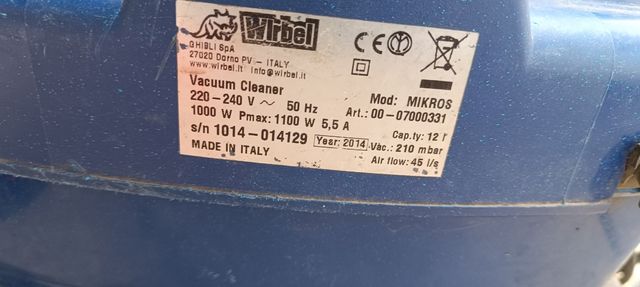 Wirbel
GHIBLI SpA
27020 Dorno PV - ITALY
www.wirbel.it info@wirbel.it
Vacuum Cleaner
Mod: MIKROS
220-240 V ~ 50 Hz
Art.: 00-07000331
1000 W Pmax: 1100 W 5,5 A
Cap.ty: 12 l
s/n 1014-014129 Year: 2014 Vac.: 210 mbar
MADE IN ITALY
Air flow: 45 l/s